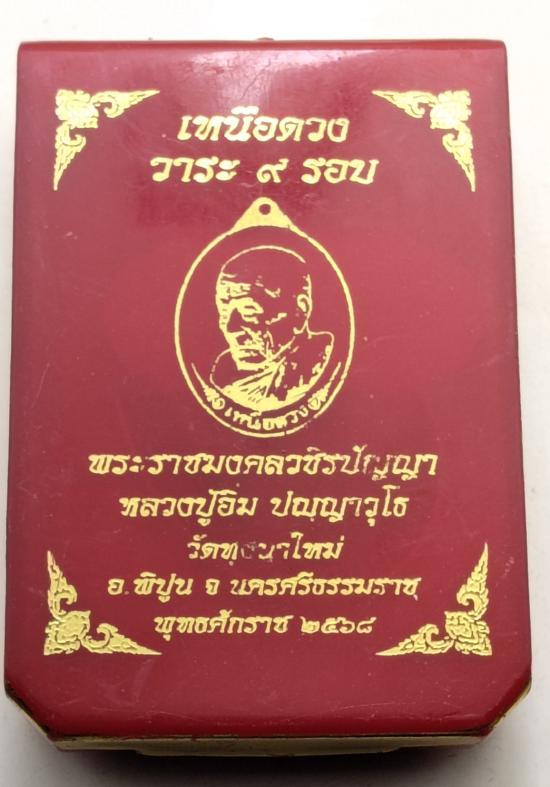 เหนือดวง
วาระ ๙ รอบ
เหนือดวง
พระราชมงคลวชิรปัญญา
หลวงปู่อิ่ม ปญฺญาวุโธ
วัดทุ่งนาใหม่
อ.พิปูน จ นครศรีธรรมราช
พุทธศักราช ๒๕๖๘